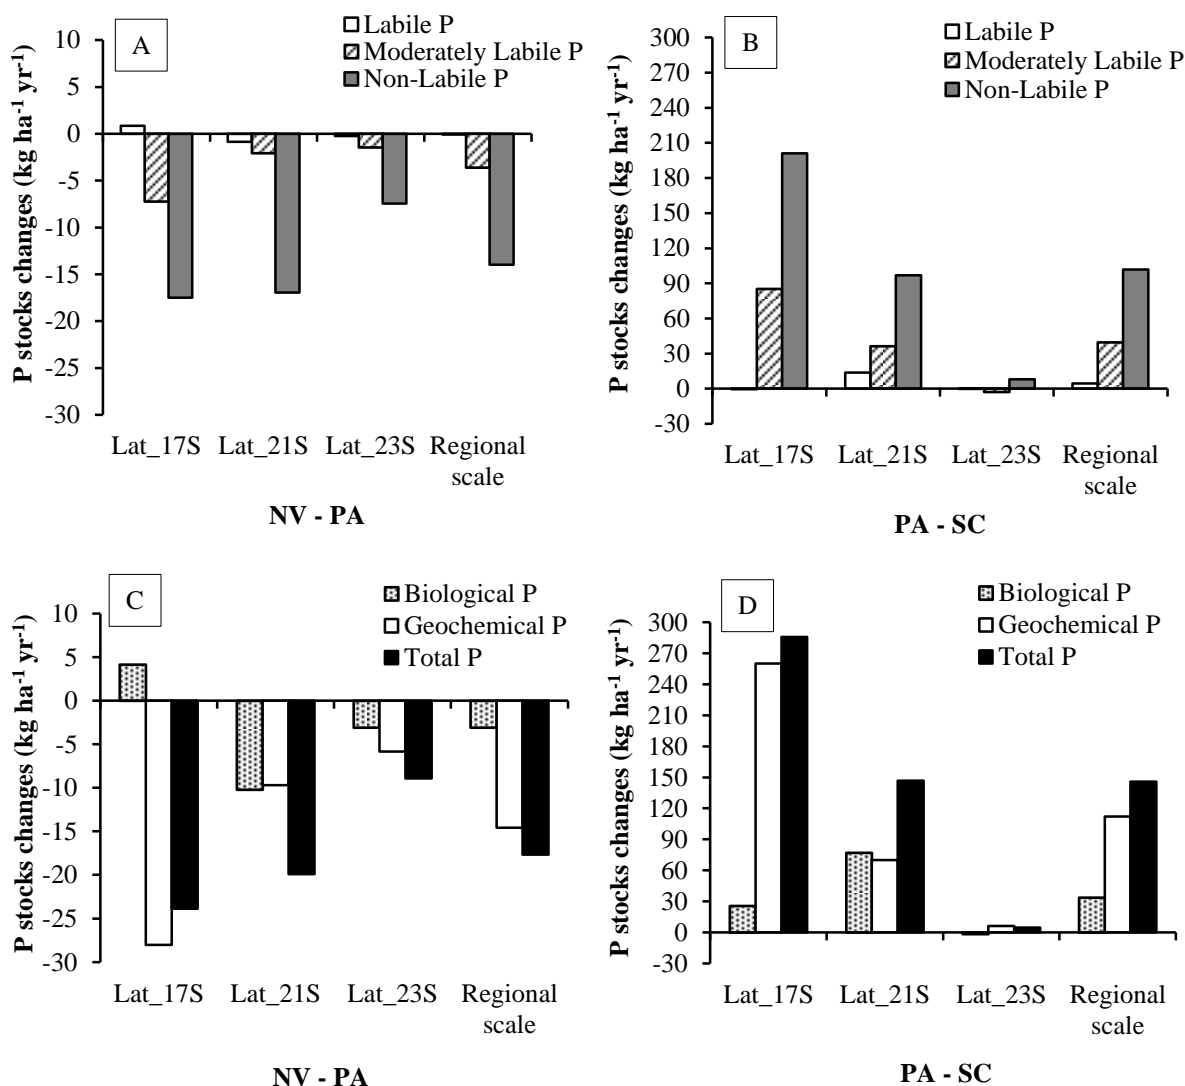 A
Labile P
Moderately Labile P
Non-Labile P
P stocks changes (kg ha⁻¹ yr⁻¹)
10
5
0
-5
-10
-15
-20
-25
-30
Lat_17S Lat_21S Lat_23S Regional scale
NV - PA
B
Labile P
Moderately Labile P
Non-Labile P
P stocks changes (kg ha⁻¹ yr⁻¹)
300
270
240
210
180
150
120
90
60
30
0
-30
Lat_17S Lat_21S Lat_23S Regional scale
PA - SC
C
Biological P
Geochemical P
Total P
P stocks changes (kg ha⁻¹ yr⁻¹)
10
5
0
-5
-10
-15
-20
-25
-30
Lat_17S Lat_21S Lat_23S Regional scale
NV - PA
D
Biological P
Geochemical P
Total P
P stocks changes (kg ha⁻¹ yr⁻¹)
300
270
240
210
180
150
120
90
60
30
0
-30
Lat_17S Lat_21S Lat_23S Regional scale
PA - SC